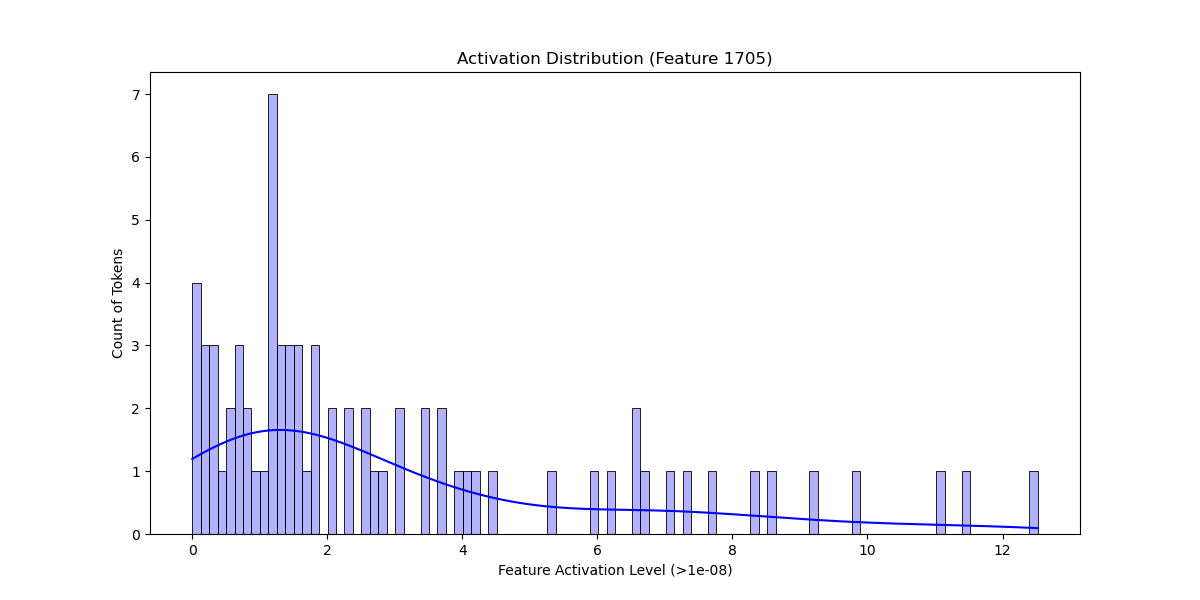 Activation Distribution (Feature 1705)
7
6
5
4
3
2
1
0
Count of Tokens
0 2 4 6 8 10 12
Feature Activation Level (>1e-08)